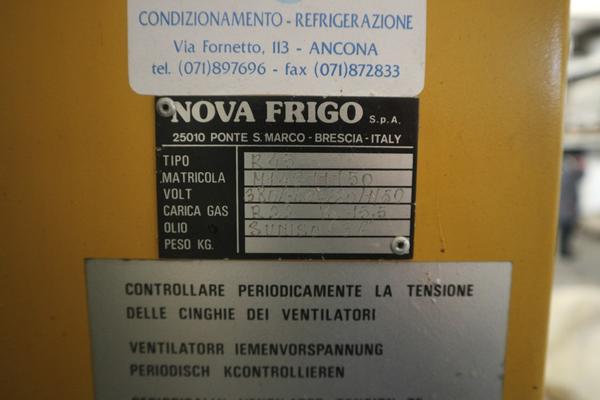 CONDIZIONAMENTO - REFRIGERAZIONE
Via Fornetto, 113 - ANCONA
tel. (071)897696 - fax (071)872833
NOVA FRIGO S.p.A.
25010 PONTE S. MARCO - BRESCIA - ITALY
TIPO
MATRICOLA
VOLT
CARICA GAS
OLIO
PESO KG.
CONTROLLARE PERIODICAMENTE LA TENSIONE
DELLE CINGHIE DEI VENTILATORI
VENTILATORR IEMENVORSPANNUNG
PERIODISCH KCONTROLLIEREN